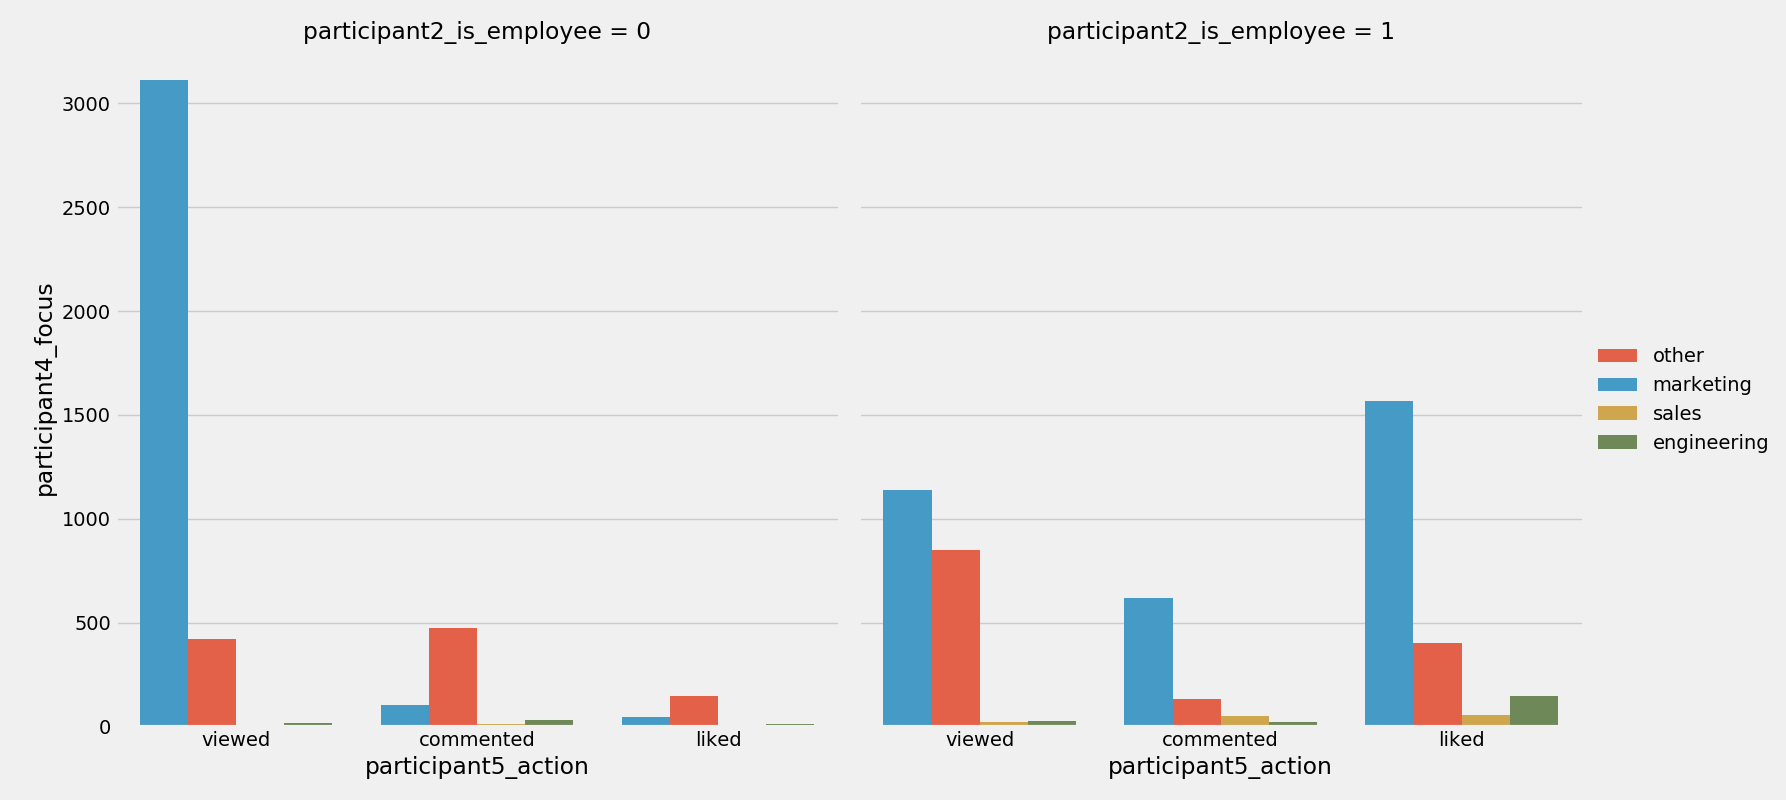 participant2_is_employee = 0
participant2_is_employee = 1
participant4_focus
3000
2500
2000
1500
1000
500
0
viewed
commented
liked
viewed
commented
liked
participant5_action
participant5_action
other
marketing
sales
engineering